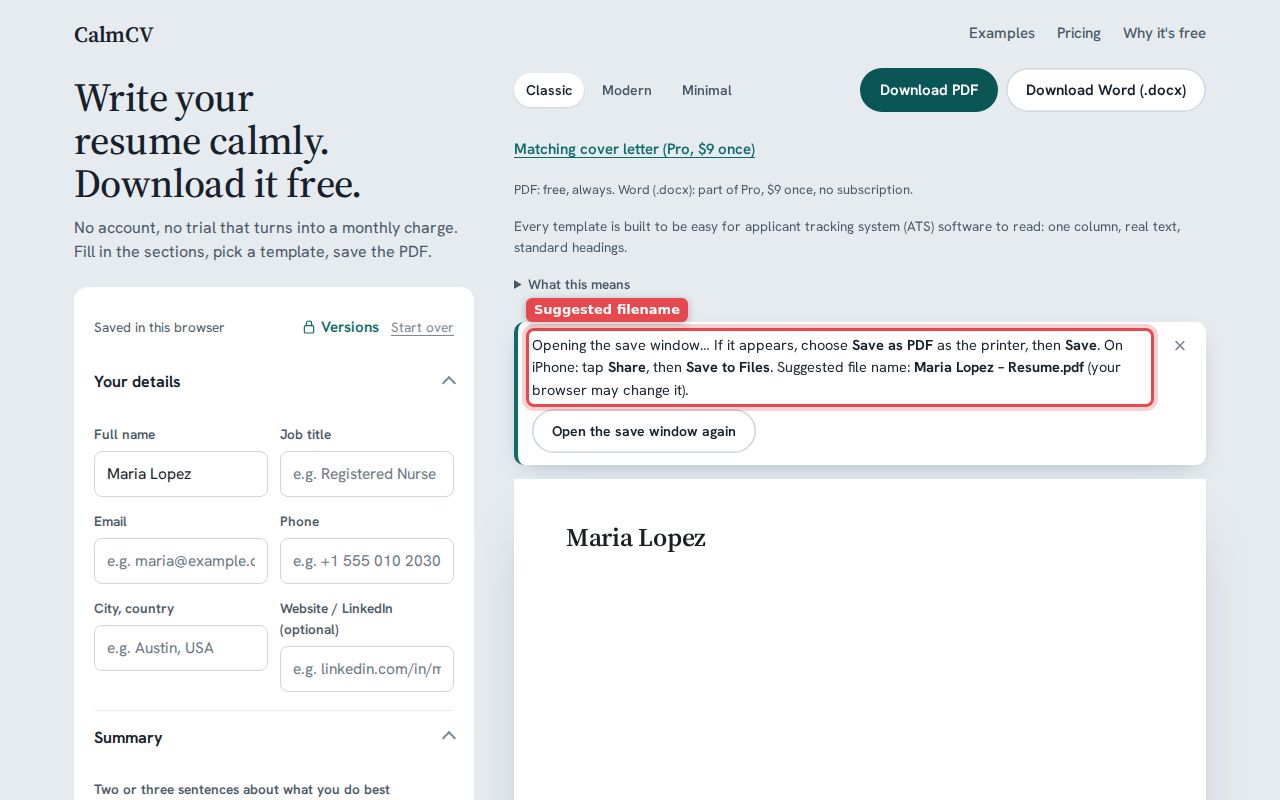 CalmCV
Examples
Pricing
Why it's free
Write your
resume calmly.
Download it free.
No account, no trial that turns into a monthly charge.
Fill in the sections, pick a template, save the PDF.
Saved in this browser
Versions
Start over
Your details
Full name
Job title
Maria Lopez
e.g. Registered Nurse
Email
Phone
e.g. maria@example.c
e.g. +1 555 010 2030
City, country
Website / LinkedIn
(optional)
e.g. Austin, USA
e.g. linkedin.com/in/m
Summary
Two or three sentences about what you do best
Classic
Modern
Minimal
Download PDF
Download Word (.docx)
Matching cover letter (Pro, $9 once)
PDF: free, always. Word (.docx): part of Pro, $9 once, no subscription.
Every template is built to be easy for applicant tracking system (ATS) software to read: one column, real text,
standard headings.
What this means
Suggested filename
Opening the save window... If it appears, choose Save as PDF as the printer, then Save. On
iPhone: tap Share, then Save to Files. Suggested file name: Maria Lopez – Resume.pdf (your
browser may change it).
Open the save window again
Maria Lopez